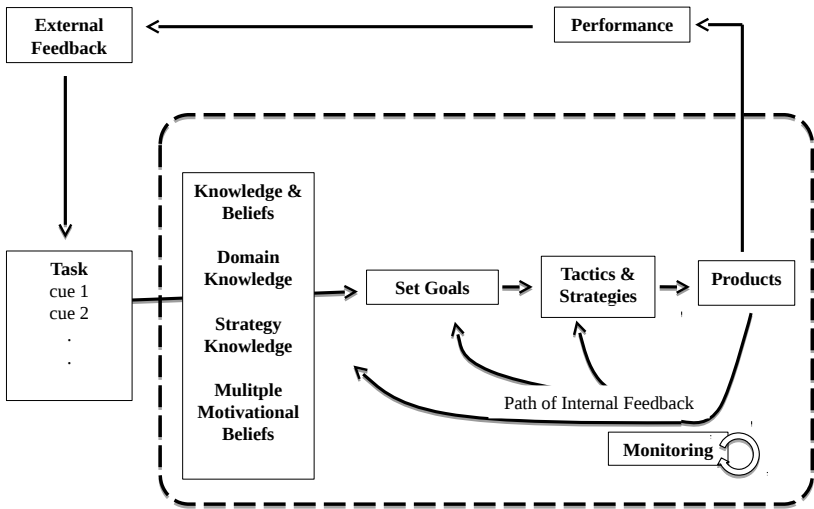 External
Feedback
Performance
Knowledge &
Beliefs
Domain
Knowledge
Strategy
Knowledge
Mulitple
Motivational
Beliefs
Task
cue 1
cue 2
.
.
Set Goals
Tactics &
Strategies
Products
Path of Internal Feedback
Monitoring